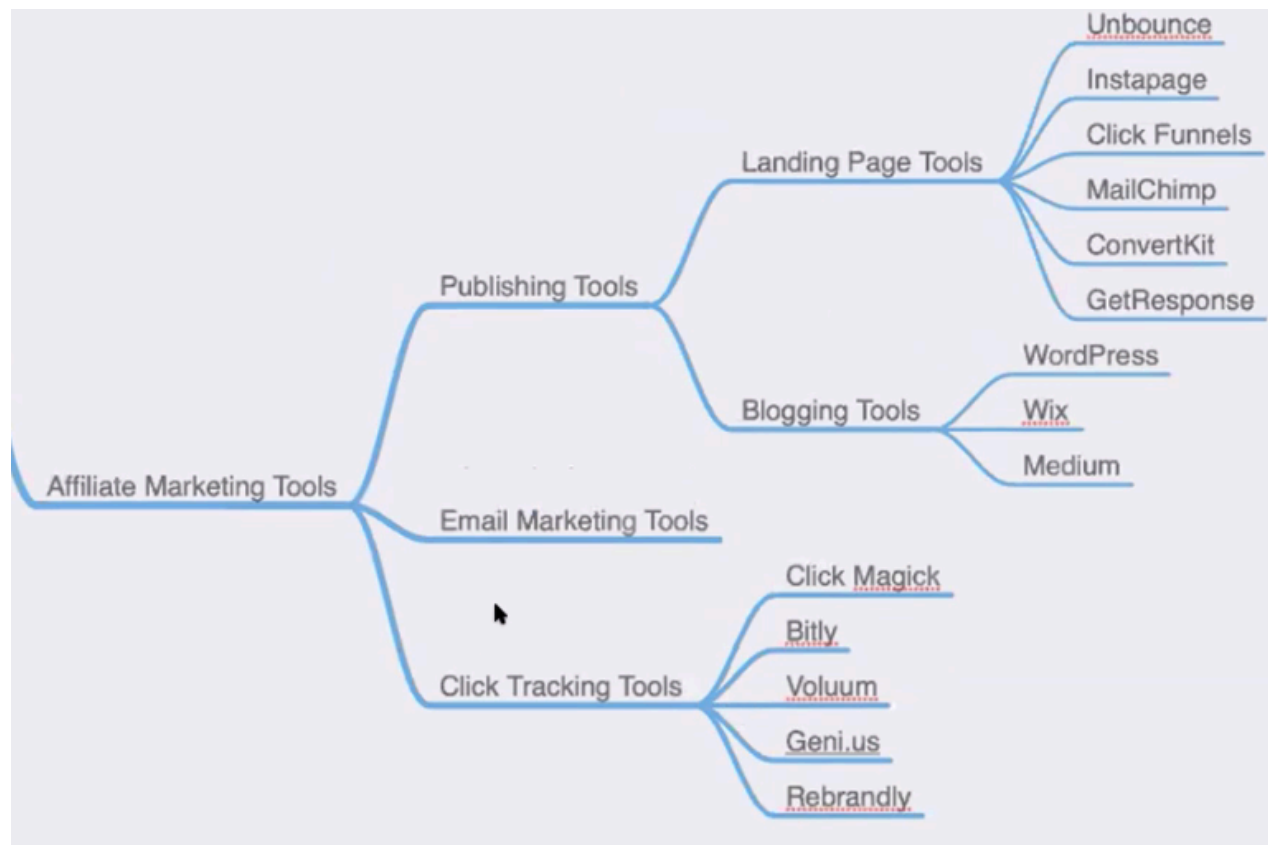 Unbounce
Instapage
Click Funnels
Landing Page Tools
MailChimp
ConvertKit
GetResponse
Publishing Tools
WordPress
Blogging Tools
Wix
Medium
Affiliate Marketing Tools
Email Marketing Tools
Click Magick
Bitly
Click Tracking Tools
Voluum
Geni.us
Rebrandly